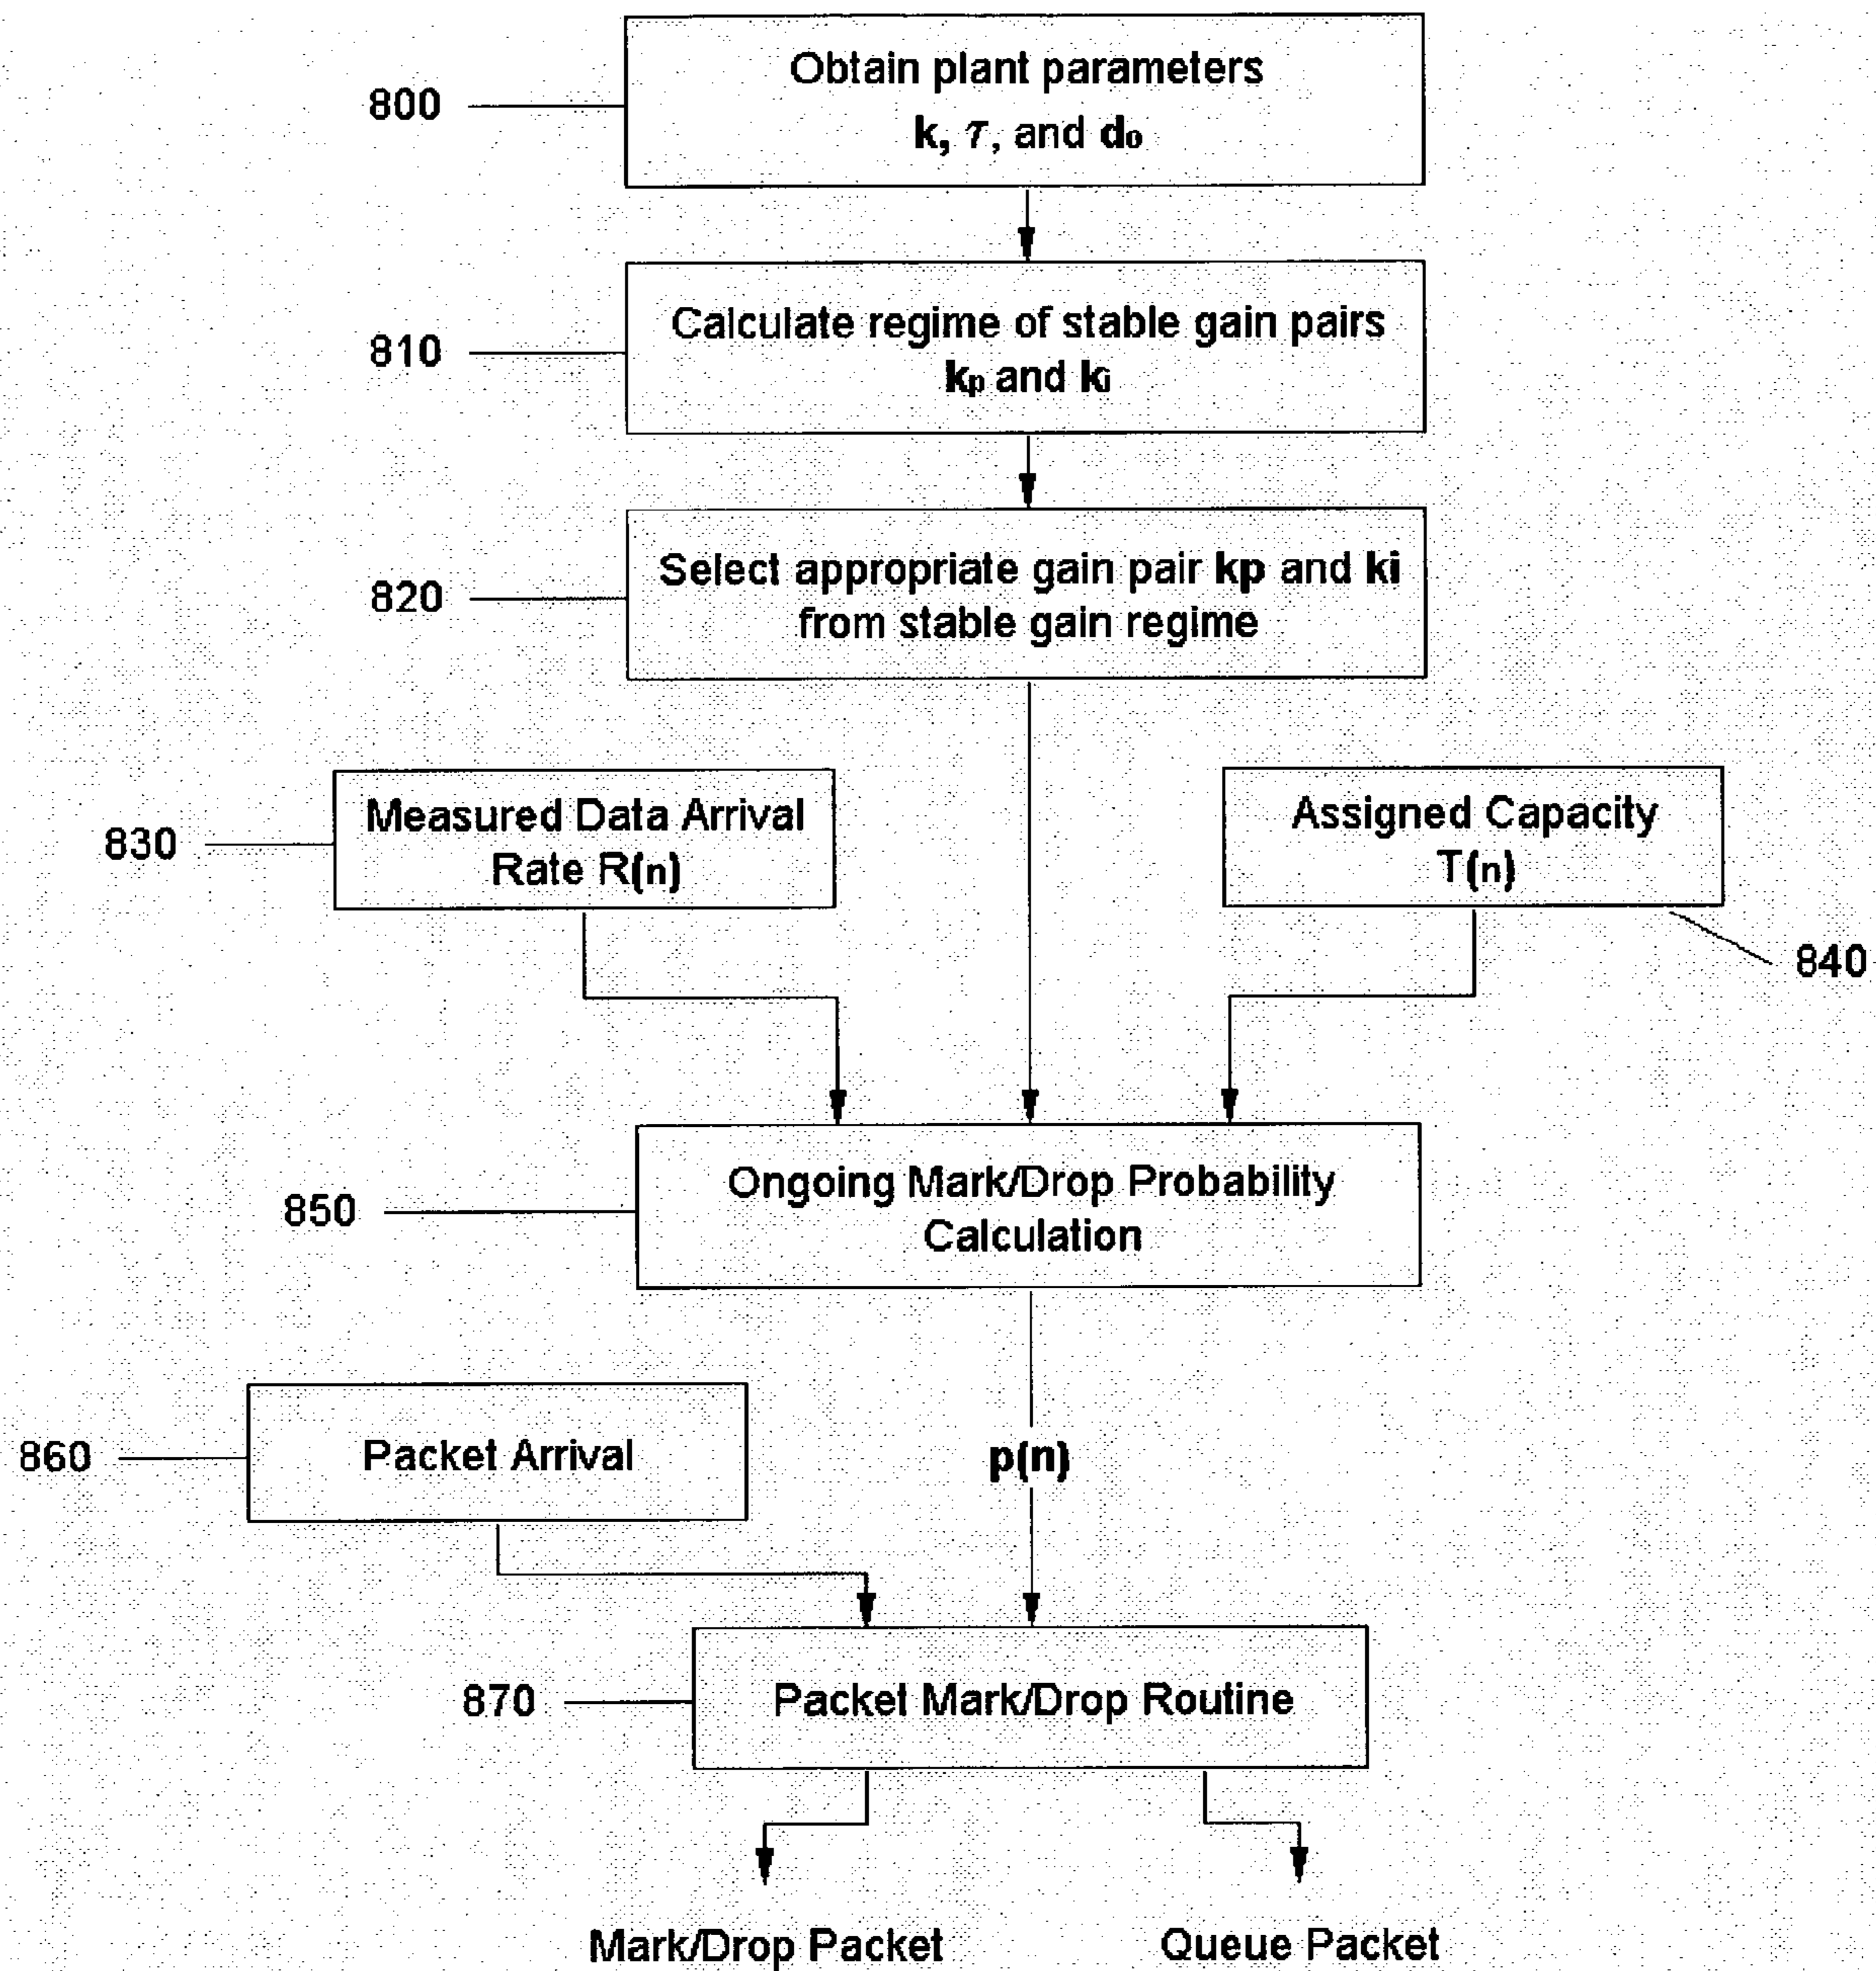 Obtain plant parameters
800
k, τ, and d₀
Calculate regime of stable gain pairs
810
kp and ki
Select appropriate gain pair kp and ki
820
from stable gain regime
Measured Data Arrival
Rate R(n)
830
Assigned Capacity
T(n)
840
Ongoing Mark/Drop Probability
Calculation
850
Packet Arrival
860
p(n)
870
Packet Mark/Drop Routine
Mark/Drop Packet
Queue Packet